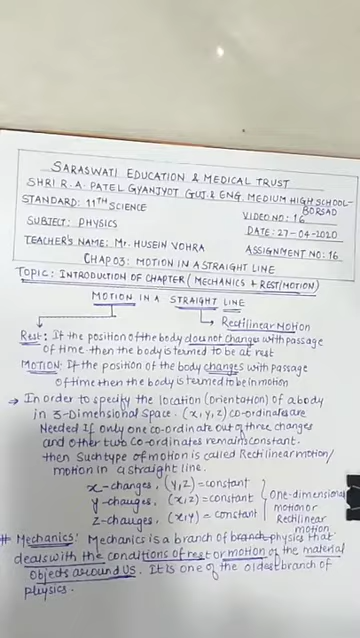 SARASWATI EDUCATION & MEDICAL TRUST
SHRI R.A. PATEL GYANJYOT GUJ. & ENG. MEDIUM HIGH SCHOOL-
BORSAD
STANDARD: 11TH SCIENCE
VIDEO NO: 16
SUBJECT: PHYSICS
DATE: 27-04-2020
TEACHER'S NAME: Mr. HUSEIN VOHRA
ASSIGNMENT NO: 16
CHAP 03: MOTION IN A STRAIGHT LINE
TOPIC: INTRODUCTION OF CHAPTER (MECHANICS + REST/MOTION)
MOTION IN A STRAIGHT LINE
Rectilinear Motion
Rest: If the position of the body does not changes with passage
of time then the body is termed to be at rest
MOTION: If the position of the body changes with passage
of time then the body is termed to be in motion
→ In order to specify the location (orientation) of a body
in 3-Dimensional space. (x, y, z) co-ordinates are
Needed If only one co-ordinate out of three changes
and other two co-ordinates remains constant.
then such type of motion is called Rectilinear motion/
motion in a straight line.
x-changes, (y, z) = constant
y-changes, (x, z) = constant
z-changes, (x, y) = constant
One-dimensional
motion or
Rectilinear
motion
# Mechanics: Mechanics is a branch of branch physics that
deals with the conditions of rest or motion of the material
objects around us. It is one of the oldest branch of
physics.